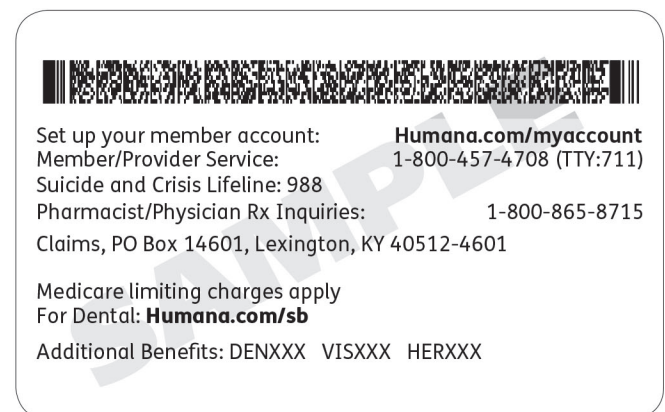 Set up your member account: Humana.com/myaccount
Member/Provider Service: 1-800-457-4708 (TTY:711)
Suicide and Crisis Lifeline: 988
Pharmacist/Physician Rx Inquiries: 1-800-865-8715
Claims, PO Box 14601, Lexington, KY 40512-4601
Medicare limiting charges apply
For Dental: Humana.com/sb
Additional Benefits: DENXXX VISXXX HERXXX
SAMPLE